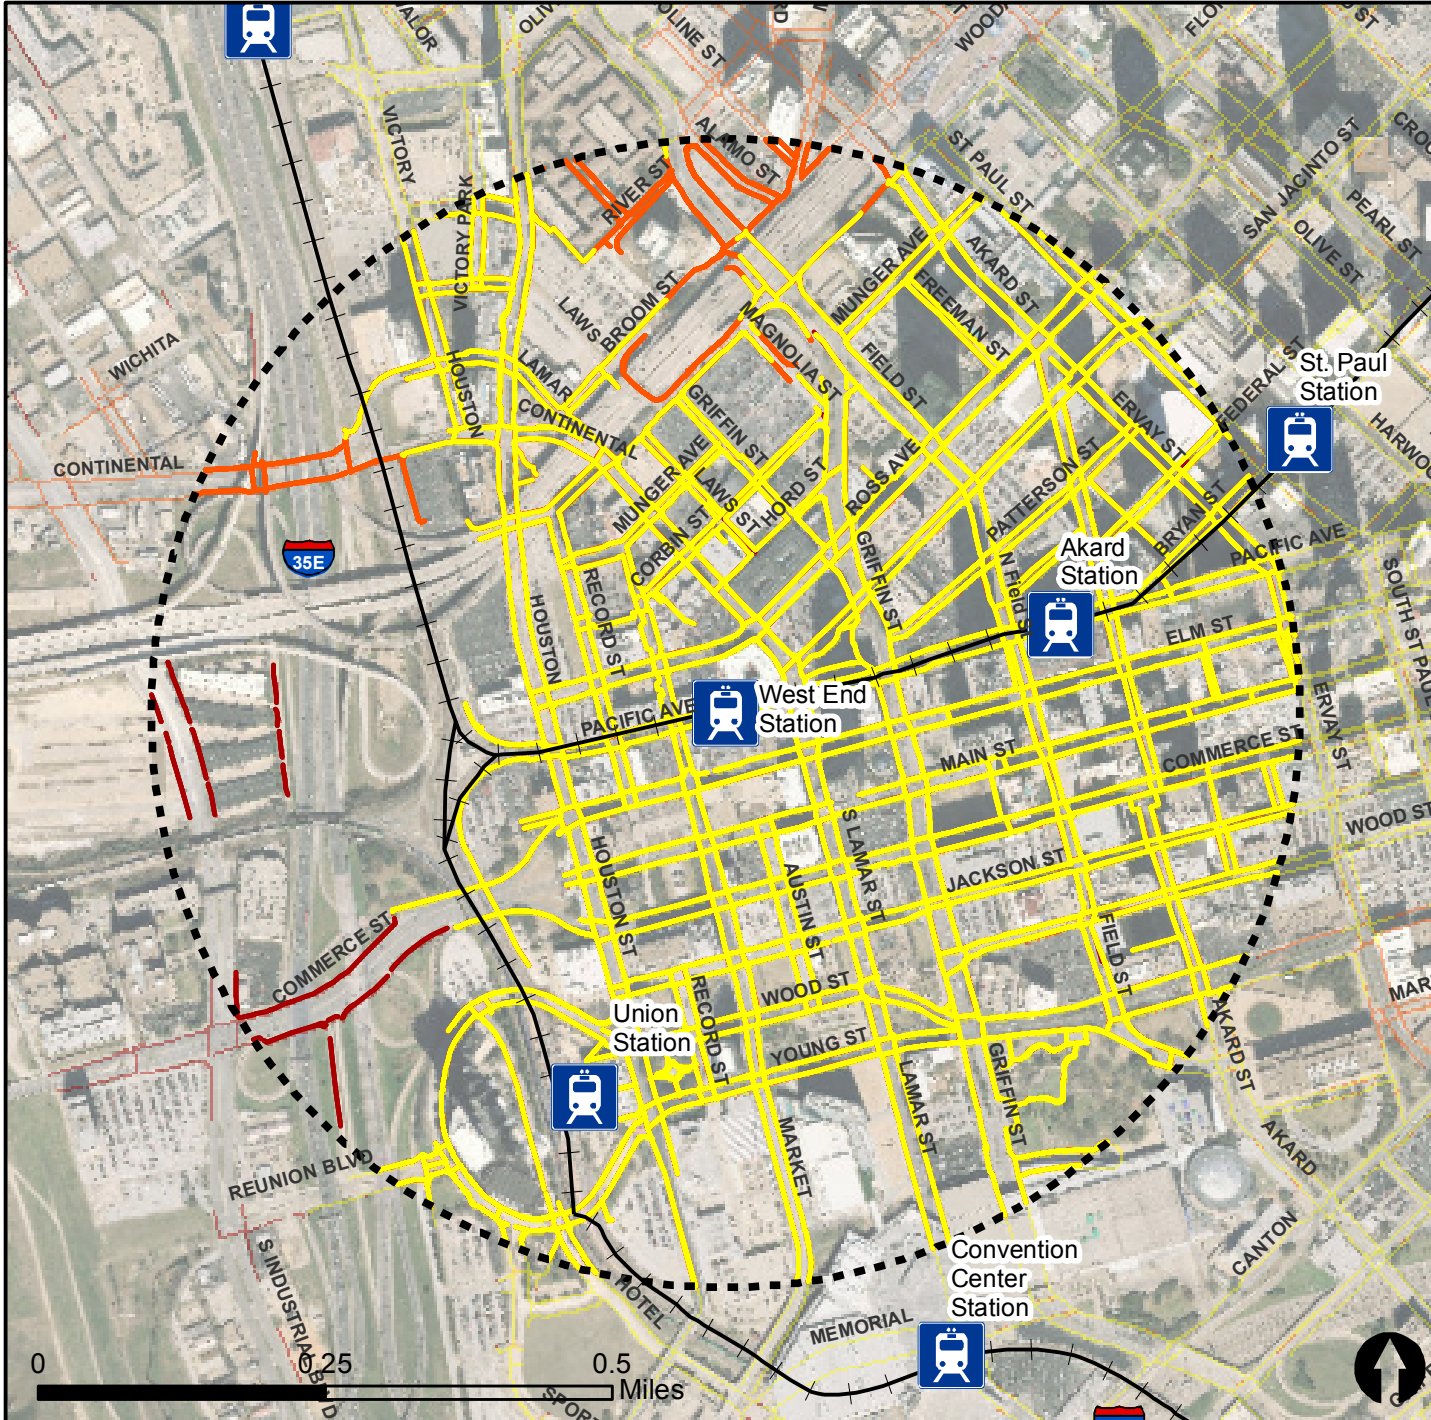 ST PAUL ST
ALAMO ST
RIVER ST
VICTORY
VICTORY PARK
SAN JACINTO ST
PEARL ST
OLIVE ST
AKARD ST
MUNGER AVE
FREEMAN ST
LAWS
BROOM ST
MAGNOLIA ST
FIELD ST
WICHITA
HOUSTON
LAMAR
CONTINENTAL
GRIFFIN ST
FEDERAL ST
St. Paul
Station
ERVAY ST
CONTINENTAL
MUNGER AVE
LAWS ST
HORD ST
ROSS AVE
PATTERSON ST
BRYAN ST
CORBIN ST
35E
GRIFFIN ST
N Field St
Akard
Station
PACIFIC AVE
HOUSTON
RECORD ST
ELM ST
PACIFIC AVE
West End
Station
ERVAY ST
MAIN ST
COMMERCE ST
WOOD ST
HOUSTON ST
AUSTIN ST
S LAMAR ST
JACKSON ST
COMMERCE ST
FIELD ST
RECORD ST
WOOD ST
YOUNG ST
Union
Station
LAMAR ST
GRIFFIN ST
AKARD ST
AKARD
MARKET
REUNION BLVD
CANTON
Convention
Center
Station
HOTEL
MEMORIAL
S INDUSTRIAL BLVD
0 0.25 0.5
Miles